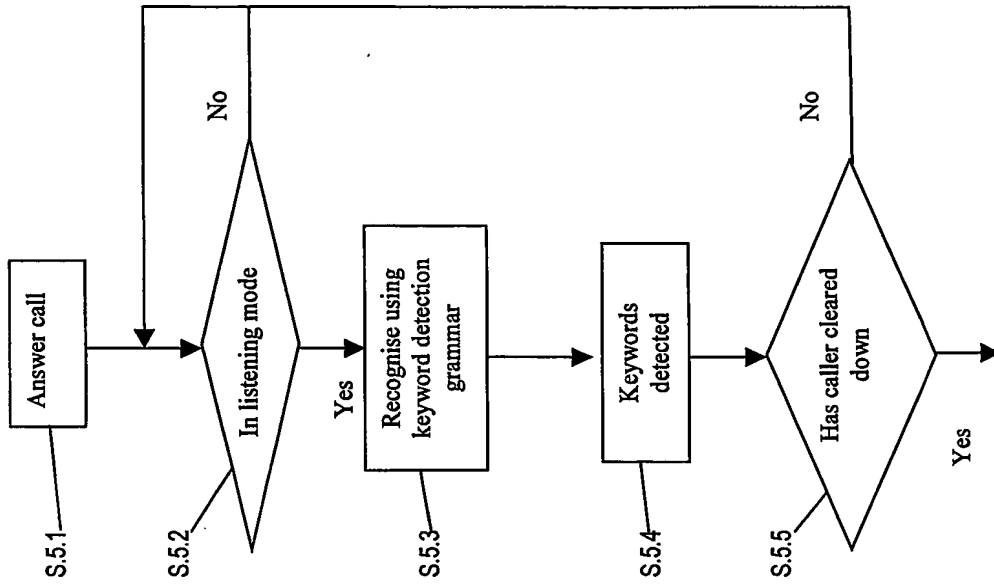 S.5.1
Answer call
S.5.2
In listening mode
No
Yes
S.5.3
Recognise using
keyword detection
grammar
S.5.4
Keywords
detected
S.5.5
Has caller cleared
down
No
Yes